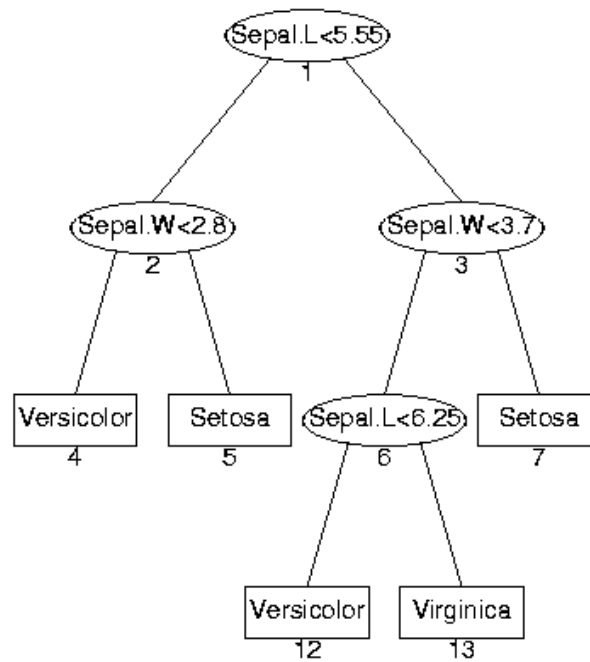 Sepal.L<5.55
1
Sepal.W<2.8
2
Sepal.W<3.7
3
Versicolor
4
Setosa
5
Sepal.L<6.25
6
Setosa
7
Versicolor
12
Virginica
13